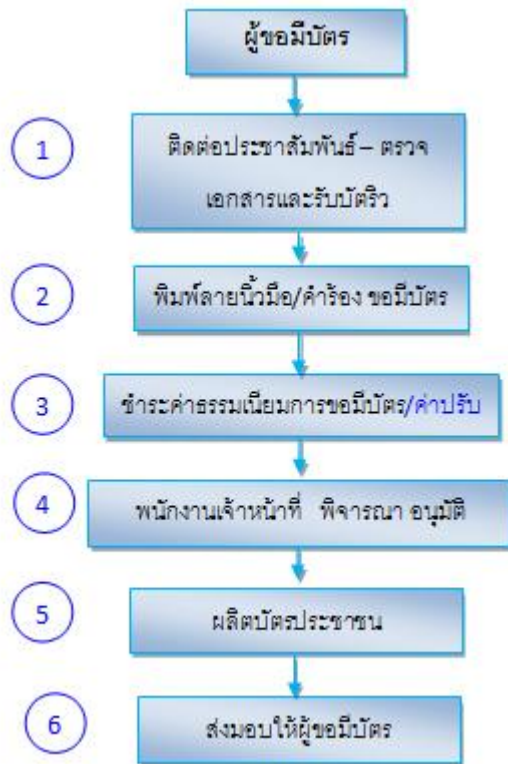 ผู้ขอมีบัตร
1
ติดต่อประชาสัมพันธ์ – ตรวจ
เอกสารและรับบัตริว
2
พิมพ์ลายนิ้วมือ/คำร้อง ขอมีบัตร
3
ชำระค่าธรรมเนียมการขอมีบัตร/ค่าปรับ
4
พนักงานเจ้าหน้าที่ พิจารณา อนุมัติ
5
ผลิตบัตรประชาชน
6
ส่งมอบให้ผู้ขอมีบัตร